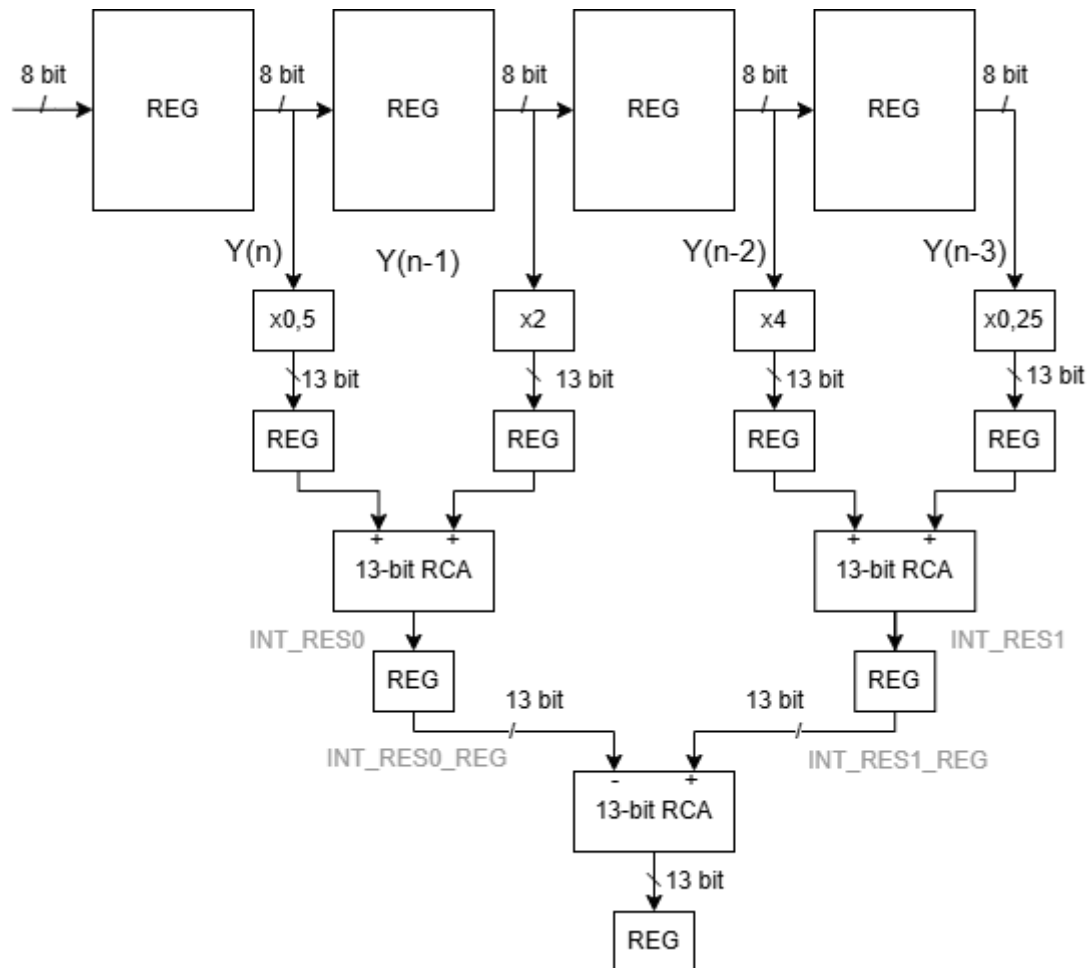 8 bit
8 bit
8 bit
8 bit
8 bit
REG
REG
REG
REG
Y(n)
Y(n-1)
Y(n-2)
Y(n-3)
x0,5
x2
x4
x0,25
13 bit
13 bit
13 bit
13 bit
REG
REG
REG
REG
+ +
+ +
13-bit RCA
13-bit RCA
INT_RES0
INT_RES1
REG
REG
13 bit
13 bit
INT_RES0_REG
INT_RES1_REG
- +
13-bit RCA
13 bit
REG